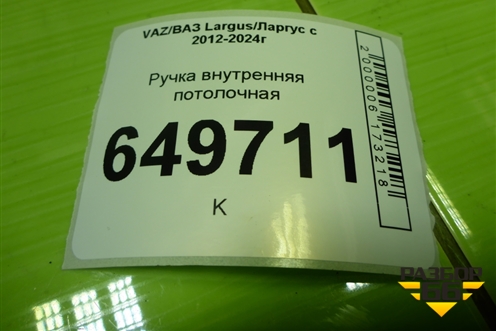 VAZ/ВАЗ Largus/Ларгус с
2012-2024г
Ручка внутренняя
потолочная
649711
К
2000006173218
РАЗБОР